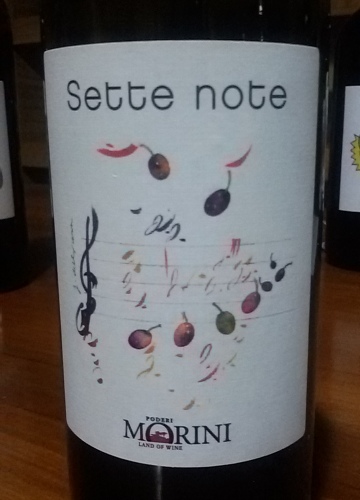 Sette note
PODERI
MORINI
LAND OF WINE